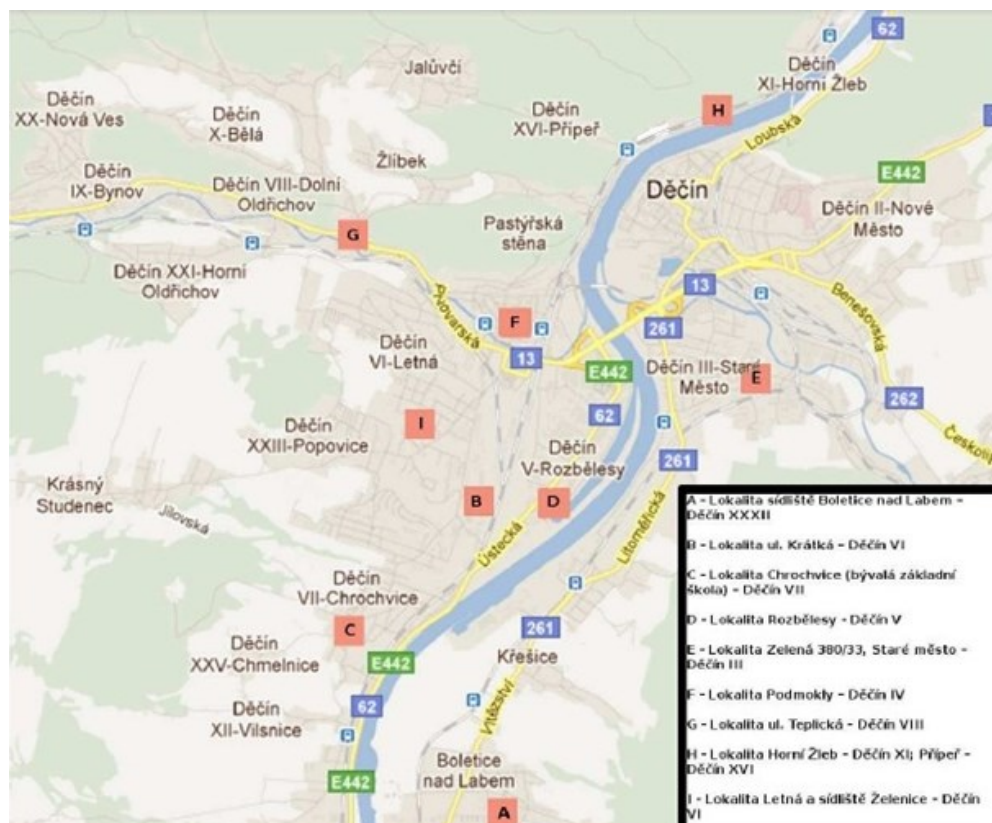 62
Děčín
XI-Horní Žleb
Jalůvčí
Děčín
XX-Nová Ves
Děčín
X-Bělá
Děčín
XVI-Přípeř
H
Loubská
Žlíbek
E442
Děčín
IX-Bynov
Děčín VIII-Dolní
Oldřichov
Děčín
Děčín II-Nové
Město
Pastýřská
stěna
G
Děčín XXI-Horní
Oldřichov
13
Benešovská
Pivovarská
F
261
Děčín
VI-Letná
13
E442
Děčín III-Staré
Město
E
262
62
I
Děčín
XXIII-Popovice
Děčín
V-Rozbělesy
261
Krásný
Studenec
Jílovská
B
D
Ústecká
Litoměřická
Děčín
VII-Chrochvice
C
261
Křešice
Děčín
XXV-Chmelnice
E442
62
Děčín
XII-Vilsnice
Vítězství
Boletice
nad Labem
E442
A
A - Lokalita sídliště Boletice nad Labem –
Děčín XXXII
B - Lokalita ul. Krátká – Děčín VI
C - Lokalita Chrochvice (bývalá základní
škola) – Děčín VII
D - Lokalita Rozbělesy - Děčín V
E - Lokalita Zelená 380/33, Staré město –
Děčín III
F - Lokalita Podmokly – Děčín IV
G - Lokalita ul. Teplická - Děčín VIII
H - Lokalita Horní Žleb - Děčín XI; Přípeř -
Děčín XVI
I - Lokalita Letná a sídliště Želenice - Děčín
VI